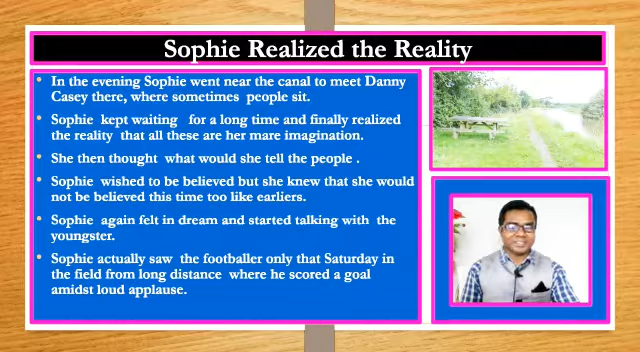 Sophie Realized the Reality
In the evening Sophie went near the canal to meet Danny
Casey there, where sometimes people sit.
Sophie kept waiting for a long time and finally realized
the reality that all these are her mare imagination.
She then thought what would she tell the people .
Sophie wished to be believed but she knew that she would
not be believed this time too like earliers.
Sophie again felt in dream and started talking with the
youngster.
Sophie actually saw the footballer only that Saturday in
the field from long distance where he scored a goal
amidst loud applause.